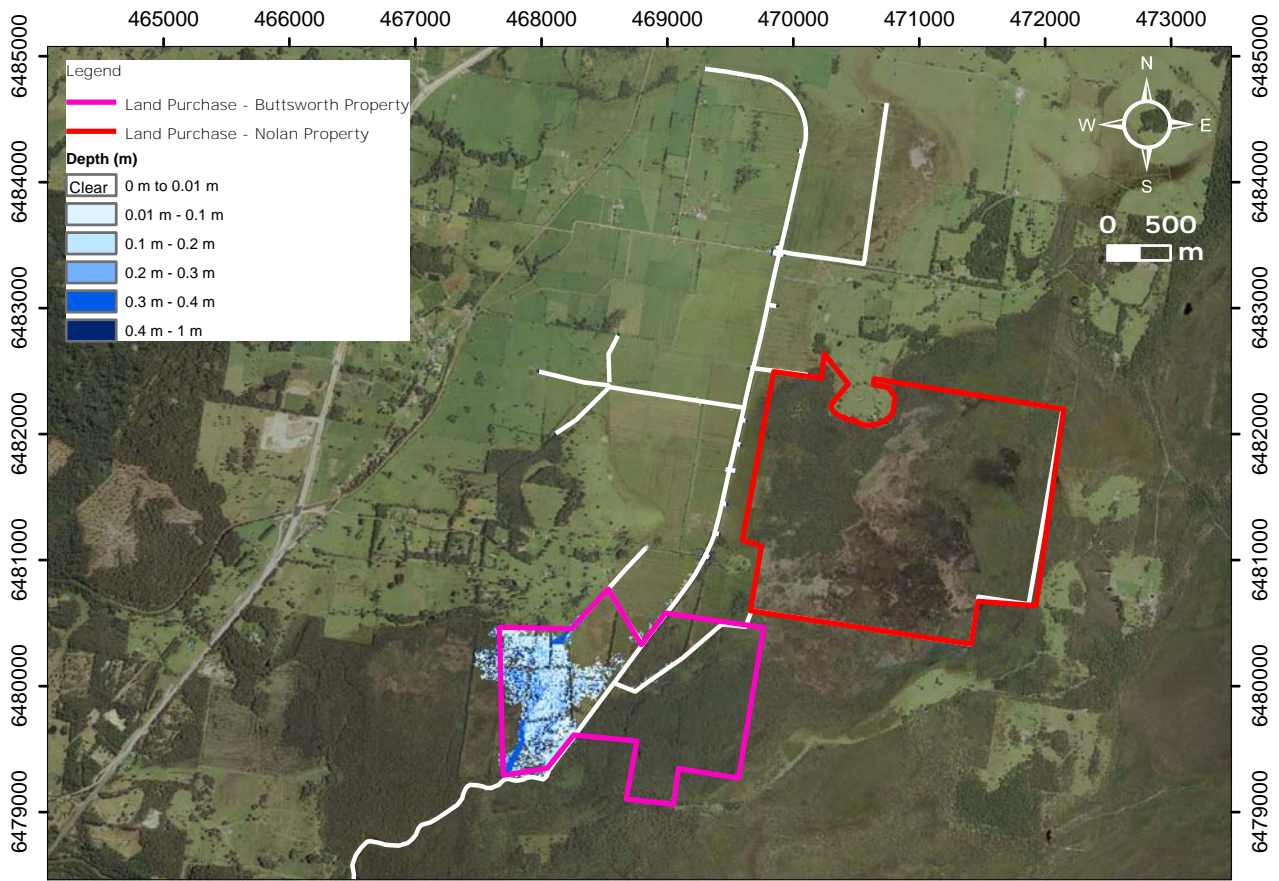 465000 466000 467000 468000 469000 470000 471000 472000 473000
6485000
6484000
6483000
6482000
6481000
6480000
6479000
Legend
Land Purchase - Buttsworth Property
Land Purchase - Nolan Property
Depth (m)
Clear 0 m to 0.01 m
0.01 m - 0.1 m
0.1 m - 0.2 m
0.2 m - 0.3 m
0.3 m - 0.4 m
0.4 m - 1 m
N
W E
S
0 500
m
6485000
6484000
6483000
6482000
6481000
6480000
6479000